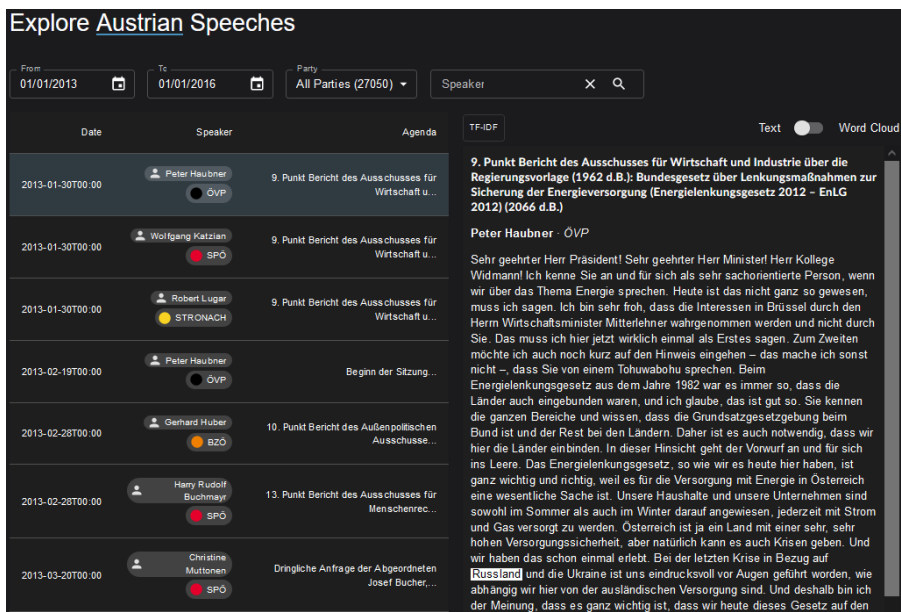 Explore Austrian Speeches
From
01/01/2013
To
01/01/2016
Party
All Parties (27050)
Speaker
Date Speaker Agenda
2013-01-30T00:00
Peter Haubner
ÖVP
9. Punkt Bericht des Ausschusses für
Wirtschaft u...
2013-01-30T00:00
Wolfgang Katzian
SPÖ
9. Punkt Bericht des Ausschusses für
Wirtschaft u...
2013-01-30T00:00
Robert Lugar
STRONACH
9. Punkt Bericht des Ausschusses für
Wirtschaft u...
2013-02-19T00:00
Peter Haubner
ÖVP
Beginn der Sitzung...
2013-02-28T00:00
Gerhard Huber
BZÖ
10. Punkt Bericht des Außenpolitischen
Ausschusse...
2013-02-28T00:00
Harry Rudolf
Buchmayr
SPÖ
13. Punkt Bericht des Ausschusses für
Menschenrec...
2013-03-20T00:00
Christine
Muttonen
SPÖ
Dringliche Anfrage der Abgeordneten
Josef Bucher,...
TF-IDF
Text Word Cloud
9. Punkt Bericht des Ausschusses für Wirtschaft und Industrie über die
Regierungsvorlage (1962 d.B.): Bundesgesetz über Lenkungsmaßnahmen zur
Sicherung der Energieversorgung (Energielenkungsgesetz 2012 – EnLG
2012) (2066 d.B.)
Peter Haubner · ÖVP
Sehr geehrter Herr Präsident! Sehr geehrter Herr Minister! Herr Kollege
Widmann! Ich kenne Sie an und für sich als sehr sachorientierte Person, wenn
wir über das Thema Energie sprechen. Heute ist das nicht ganz so gewesen,
muss ich sagen. Ich bin sehr froh, dass die Interessen in Brüssel durch den
Herrn Wirtschaftsminister Mitterlehner wahrgenommen werden und nicht durch
Sie. Das muss ich hier jetzt wirklich einmal als Erstes sagen. Zum Zweiten
möchte ich auch noch kurz auf den Hinweis eingehen – das mache ich sonst
nicht –, dass Sie von einem Tohuwabohu sprechen. Beim
Energielenkungsgesetz aus dem Jahre 1982 war es immer so, dass die
Länder auch eingebunden waren, und ich glaube, das ist gut so. Sie kennen
die ganzen Bereiche und wissen, dass die Grundsatzgesetzgebung beim
Bund ist und der Rest bei den Ländern. Daher ist es auch notwendig, dass wir
hier die Länder einbinden. In dieser Hinsicht geht der Vorwurf an und für sich
ins Leere. Das Energielenkungsgesetz, so wie wir es heute hier haben, ist
ganz wichtig und richtig, weil es für die Versorgung mit Energie in Österreich
eine wesentliche Sache ist. Unsere Haushalte und unsere Unternehmen sind
sowohl im Sommer als auch im Winter darauf angewiesen, jederzeit mit Strom
und Gas versorgt zu werden. Österreich ist ja ein Land mit einer sehr, sehr
hohen Versorgungssicherheit, aber natürlich kann es auch Krisen geben. Und
wir haben das schon einmal erlebt. Bei der letzten Krise in Bezug auf
Russland und die Ukraine ist uns eindrucksvoll vor Augen geführt worden, wie
abhängig wir hier von der ausländischen Versorgung sind. Und deshalb bin ich
der Meinung, dass es ganz wichtig ist, dass wir heute dieses Gesetz auf den